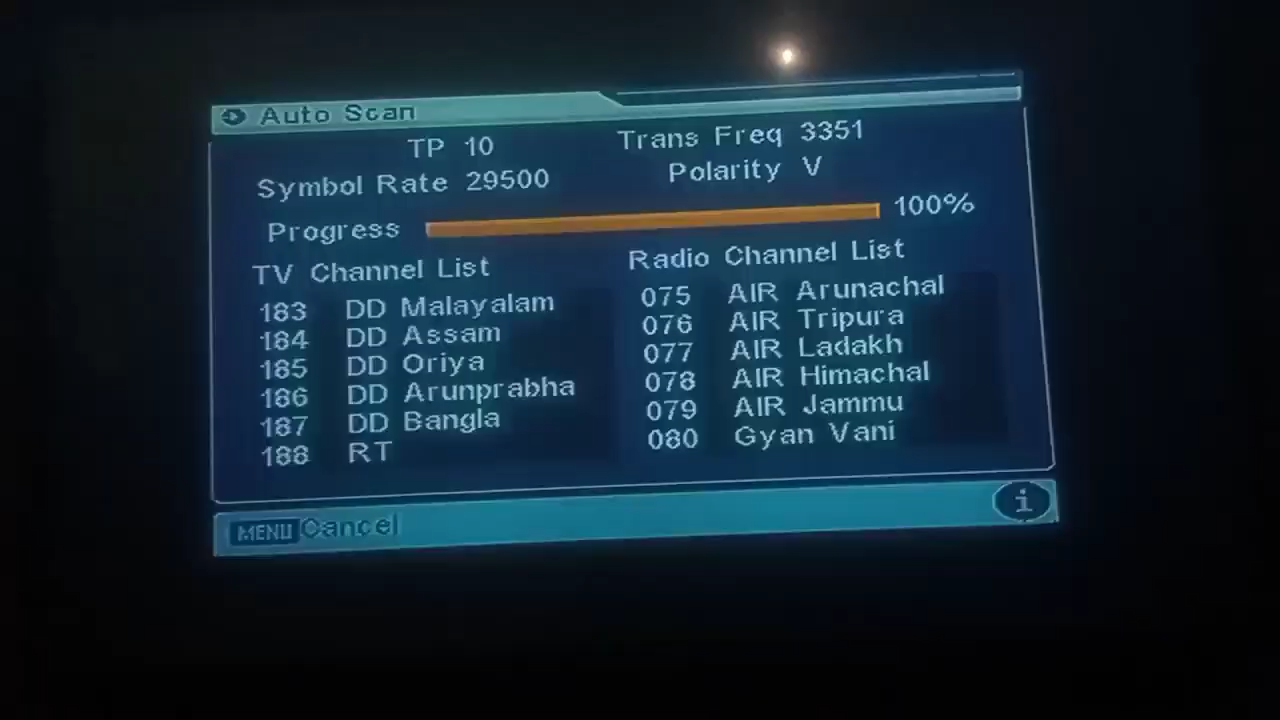 Auto Scan
TP 10 Trans Freq 3351
Symbol Rate 29500 Polarity V
Progress 100%
TV Channel List
183 DD Malayalam
184 DD Assam
185 DD Oriya
186 DD Arunprabha
187 DD Bangla
188 RT
Radio Channel List
075 AIR Arunachal
076 AIR Tripura
077 AIR Ladakh
078 AIR Himachal
079 AIR Jammu
080 Gyan Vani
MENU Cancel i